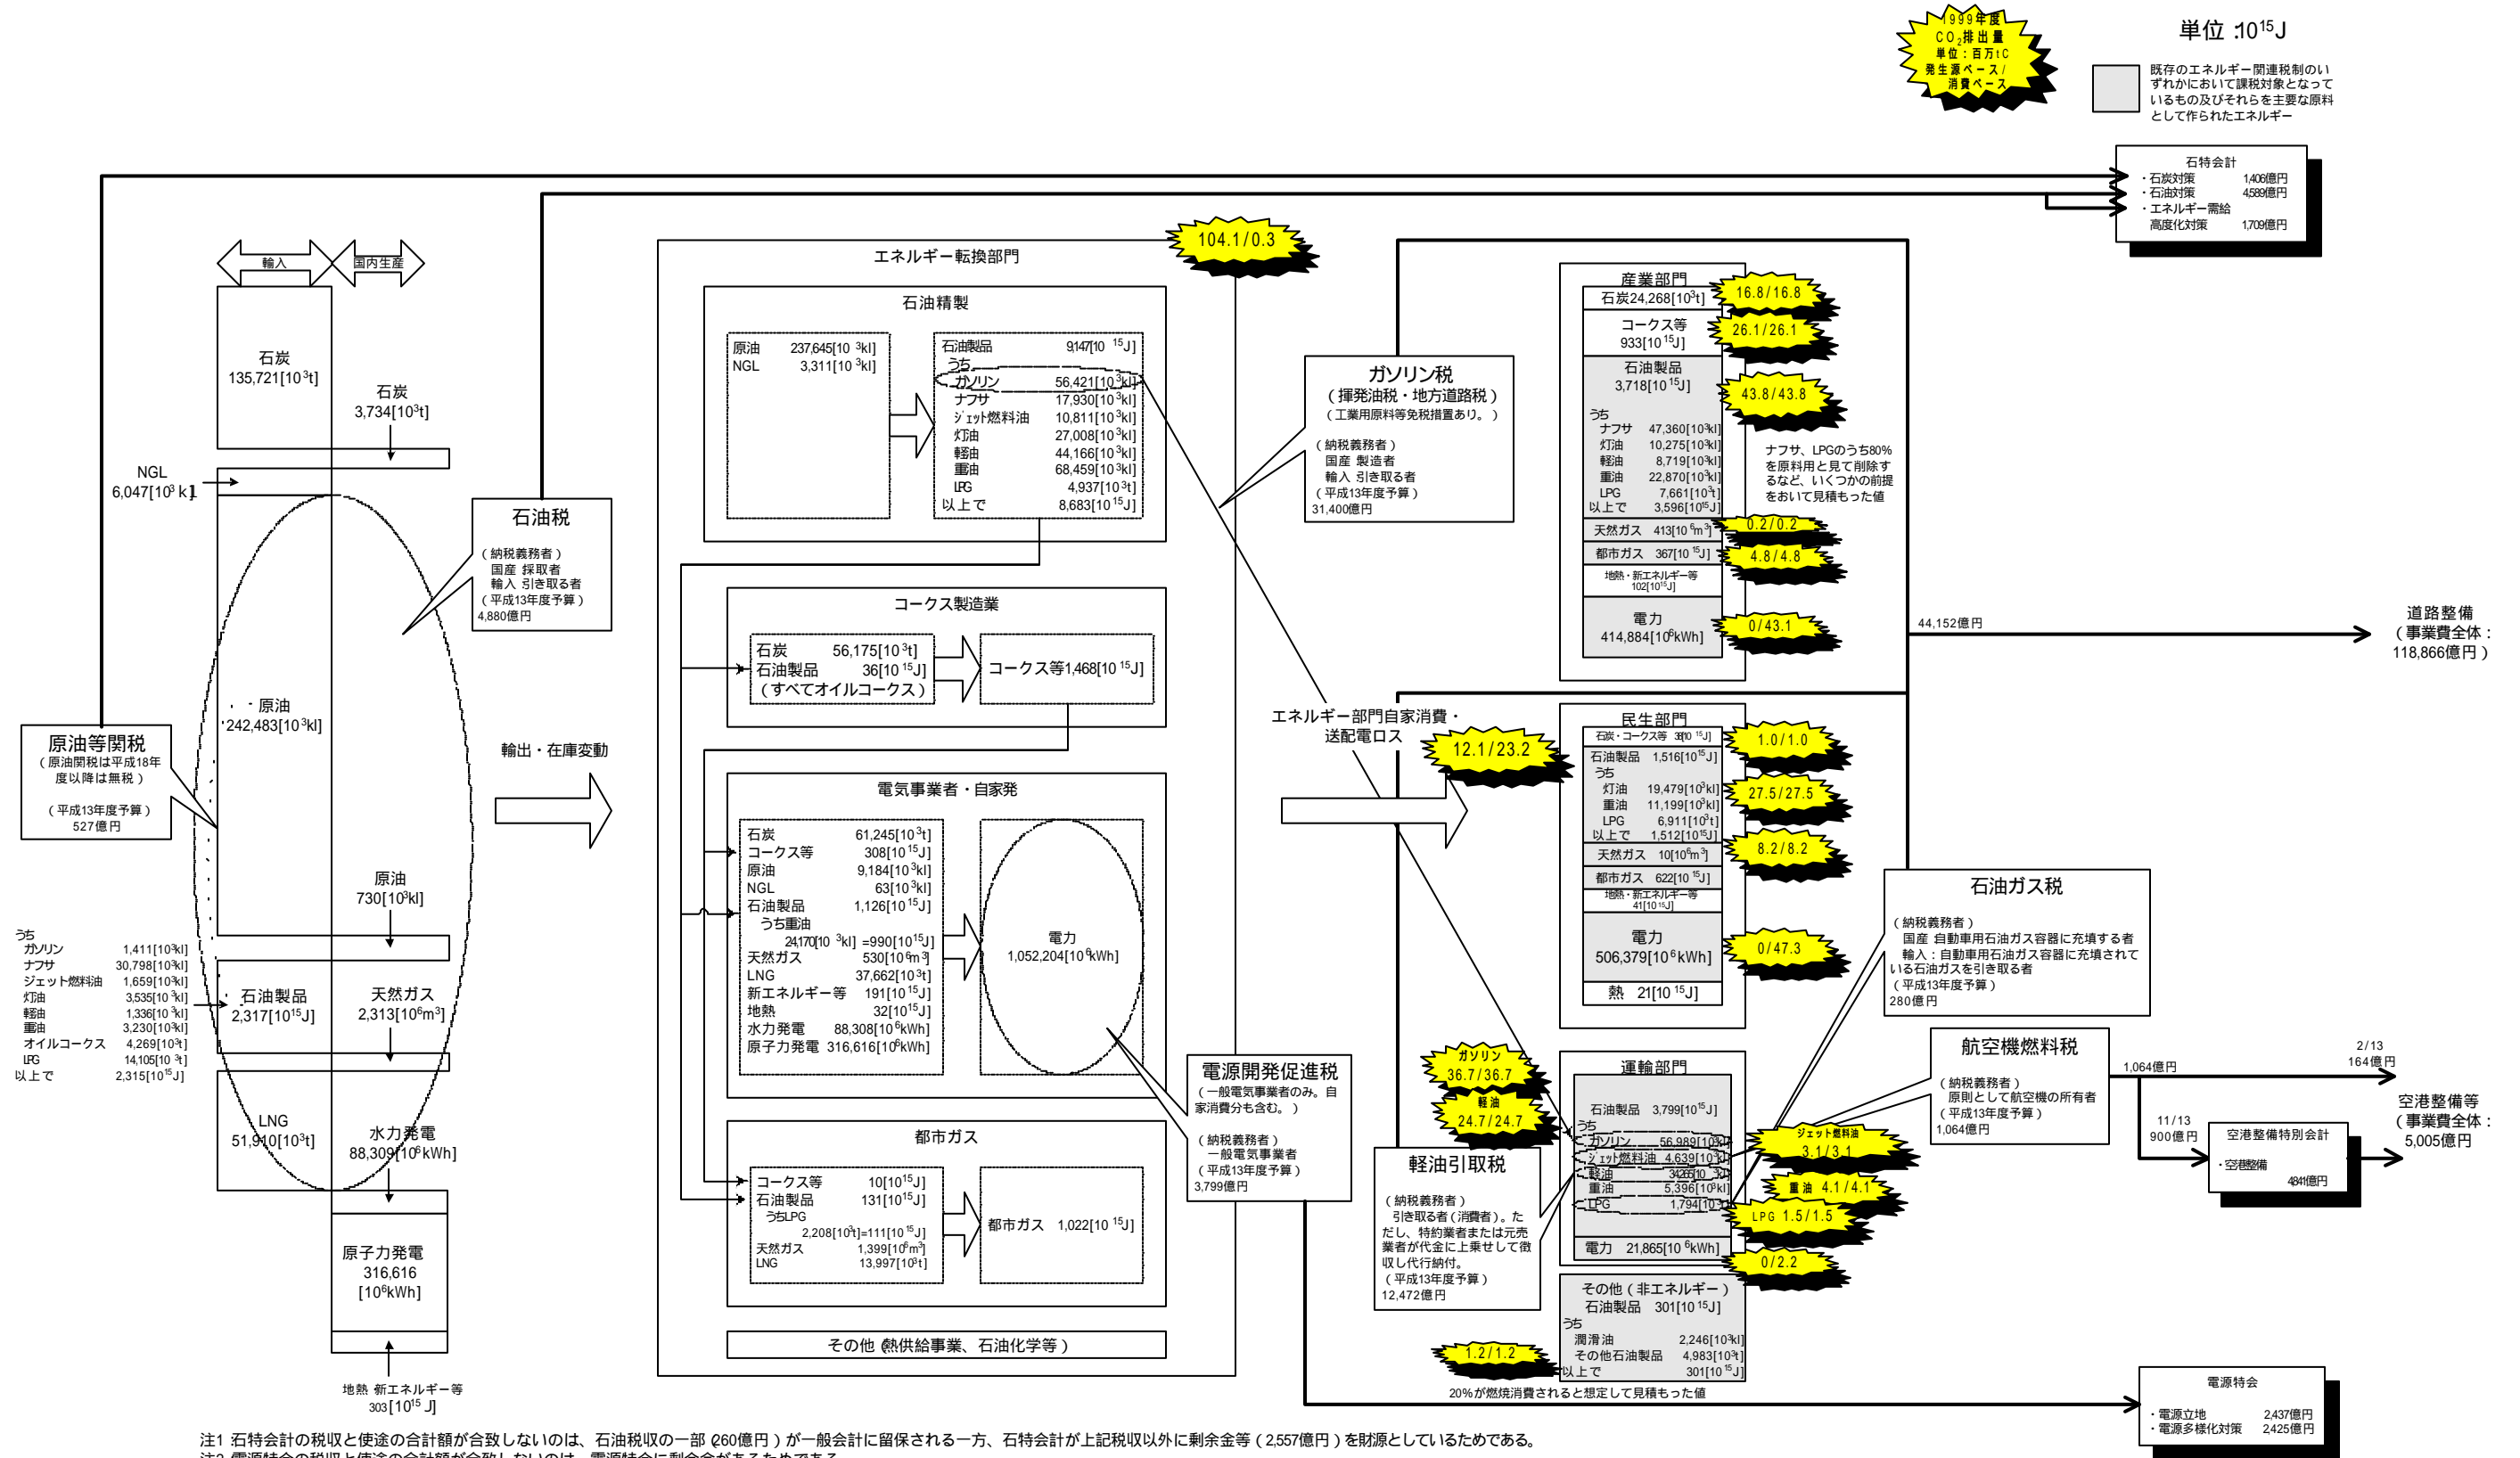 1999年度
CO2排出量
単位：百万tC
発生源ベース/
消費ベース
単位:10^15J
既存のエネルギー関連税制のい
ずれかにおいて課税対象となって
いるもの及びそれらを主要な原料
として作られたエネルギー
石特会計
・石炭対策 1,406億円
・石油対策 4,589億円
・エネルギー需給
高度化対策 1,709億円
輸入
国内生産
石炭
135,721[10^3t]
石炭
3,734[10^3t]
NGL
6,047[10^3kl]
石油税
（納税義務者）
国産 採取者
輸入 引き取る者
（平成13年度予算）
4,880億円
原油
242,483[10^3kl]
原油等関税
（原油関税は平成18年
度以降は無税）
（平成13年度予算）
527億円
輸出・在庫変動
原油
730[10^3kl]
うち
ガソリン 1,411[10^3kl]
ナフサ 30,798[10^3kl]
ジェット燃料油 1,659[10^3kl]
灯油 3,535[10^3kl]
軽油 1,336[10^3kl]
重油 3,230[10^3kl]
オイルコークス 4,269[10^3t]
LPG 14,105[10^3t]
以上で 2,315[10^15J]
石油製品
2,317[10^15J]
天然ガス
2,313[10^6m^3]
LNG
51,910[10^3t]
水力発電
88,309[10^6kWh]
原子力発電
316,616
[10^6kWh]
地熱・新エネルギー等
303[10^15J]
エネルギー転換部門
104.1/0.3
石油精製
原油 237,645[10^3kl]
NGL 3,311[10^3kl]
石油製品 9,147[10^15J]
うち
ガソリン 56,421[10^3kl]
ナフサ 17,930[10^3kl]
ジェット燃料油 10,811[10^3kl]
灯油 27,008[10^3kl]
軽油 44,166[10^3kl]
重油 68,459[10^3kl]
LPG 4,937[10^3t]
以上で 8,683[10^15J]
コークス製造業
石炭 56,175[10^3t]
石油製品 36[10^15J]
（すべてオイルコークス）
コークス等1,468[10^15J]
電気事業者・自家発
石炭 61,245[10^3t]
コークス等 308[10^15J]
原油 9,184[10^3kl]
NGL 63[10^3kl]
石油製品 1,126[10^15J]
うち重油
24,170[10^3kl]=990[10^15J]
天然ガス 530[10^6m^3]
LNG 37,662[10^3t]
新エネルギー等 191[10^15J]
地熱 32[10^15J]
水力発電 88,308[10^6kWh]
原子力発電 316,616[10^6kWh]
電力
1,052,204[10^6kWh]
都市ガス
コークス等 10[10^15J]
石油製品 131[10^15J]
うちLPG
2,208[10^3t]=111[10^15J]
天然ガス 1,399[10^6m^3]
LNG 13,997[10^3t]
都市ガス 1,022[10^15J]
その他（熱供給事業、石油化学等）
ガソリン税
（揮発油税・地方道路税）
（工業用原料等免税措置あり。）
（納税義務者）
国産 製造者
輸入 引き取る者
（平成13年度予算）
31,400億円
エネルギー部門自家消費・
送配電ロス
12.1/23.2
電源開発促進税
（一般電気事業者のみ。自
家消費分も含む。）
（納税義務者）
一般電気事業者
（平成13年度予算）
3,799億円
産業部門
石炭24,268[10^3t]
16.8/16.8
コークス等
933[10^15J]
26.1/26.1
石油製品
3,718[10^15J]
43.8/43.8
うち
ナフサ 47,360[10^3kl]
灯油 10,275[10^3kl]
軽油 8,719[10^3kl]
重油 22,870[10^3kl]
LPG 7,661[10^3t]
以上で 3,596[10^15J]
ナフサ、LPGのうち80%
を原料用と見て削除す
るなど、いくつかの前提
をおいて見積もった値
天然ガス 413[10^6m^3]
0.2/0.2
都市ガス 367[10^15J]
4.8/4.8
地熱・新エネルギー等
102[10^15J]
電力
414,884[10^6kWh]
0/43.1
44,152億円
道路整備
（事業費全体：
118,866億円）
民生部門
石炭・コークス等 [10^15J]
1.0/1.0
石油製品 1,516[10^15J]
うち
灯油 19,479[10^3kl]
重油 11,199[10^3kl]
LPG 6,911[10^3t]
以上で 1,512[10^15J]
27.5/27.5
天然ガス 10[10^6m^3]
8.2/8.2
都市ガス 622[10^15J]
地熱・新エネルギー等
41[10^15J]
電力
506,379[10^6kWh]
0/47.3
熱 21[10^15J]
石油ガス税
（納税義務者）
国産 自動車用石油ガス容器に充填する者
輸入：自動車用石油ガス容器に充填されて
いる石油ガスを引き取る者
（平成13年度予算）
280億円
航空機燃料税
（納税義務者）
原則として航空機の所有者
（平成13年度予算）
1,064億円
1,064億円
2/13
164億円
11/13
900億円
空港整備特別会計
・空港整備
4,841億円
空港整備等
（事業費全体：
5,005億円
運輸部門
ガソリン
36.7/36.7
軽油
24.7/24.7
石油製品 3,799[10^15J]
うち
ガソリン 56,989[10^3kl]
ジェット燃料油 4,639[10^3kl]
軽油 34,265[10^3kl]
重油 5,396[10^3kl]
LPG 1,794[10^3t]
ジェット燃料油
3.1/3.1
重油 4.1/4.1
LPG 1.5/1.5
電力 21,865[10^6kWh]
0/2.2
軽油引取税
（納税義務者）
引き取る者（消費者）。た
だし、特約業者または元売
業者が代金に上乗せして徴
収し代行納付。
（平成13年度予算）
12,472億円
その他（非エネルギー）
石油製品 301[10^15J]
うち
潤滑油 2,246[10^3kl]
その他石油製品 4,983[10^3t]
以上で 301[10^15J]
1.2/1.2
20%が燃焼消費されると想定して見積もった値
電源特会
・電源立地 2,437億円
・電源多様化対策 2,425億円
注1 石特会計の税収と使途の合計額が合致しないのは、石油税収の一部（260億円）が一般会計に留保される一方、石特会計が上記税収以外に剰余金等（2,557億円）を財源としているためである。
注2 電源特会の税収と使途の合計額が合致しないのは、電源特会に剰余金があるためである。